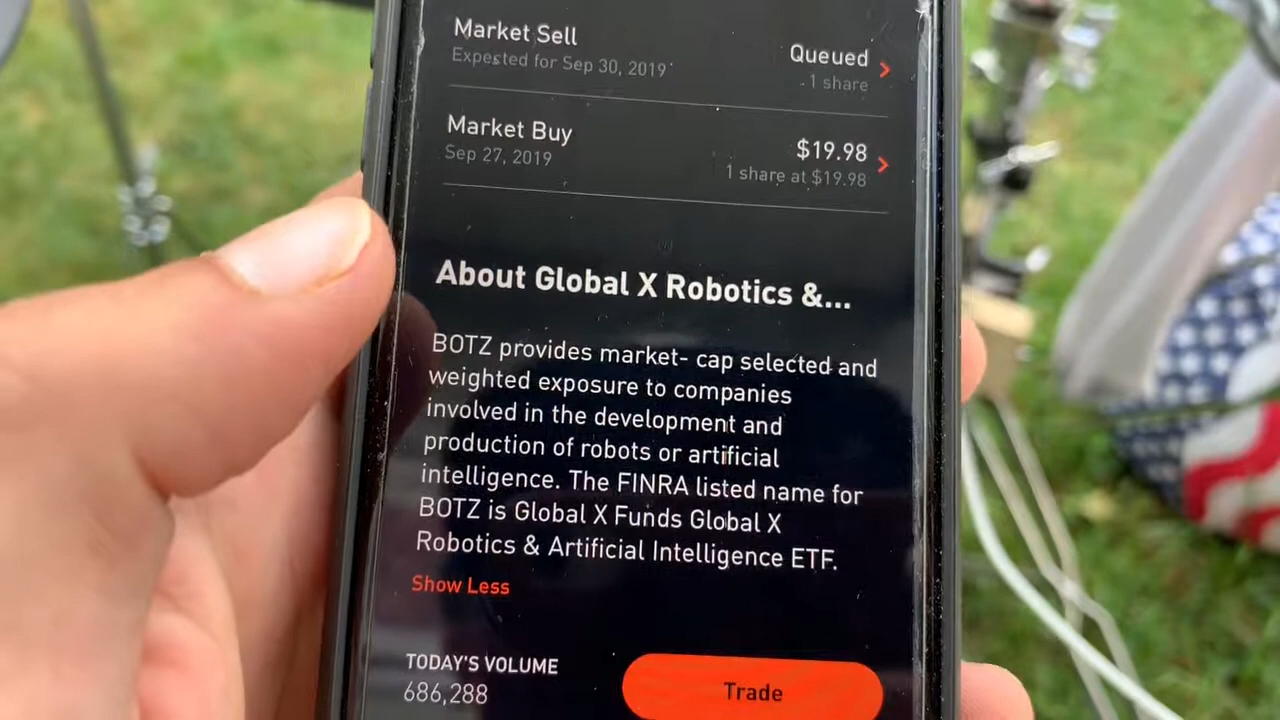 Market Sell
Queued
Expected for Sep 30, 2019
1 share
Market Buy
$19.98
Sep 27, 2019
1 share at $19.98
About Global X Robotics &...
BOTZ provides market- cap selected and
weighted exposure to companies
involved in the development and
production of robots or artificial
intelligence. The FINRA listed name for
BOTZ is Global X Funds Global X
Robotics & Artificial Intelligence ETF.
Show Less
TODAY'S VOLUME
686,288
Trade